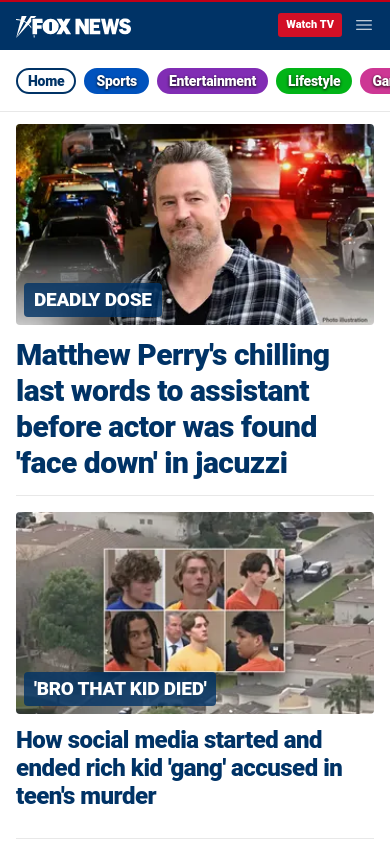 FOX NEWS
Watch TV
Home
Sports
Entertainment
Lifestyle
Ga
DEADLY DOSE
Photo Illustration
Matthew Perry's chilling
last words to assistant
before actor was found
'face down' in jacuzzi
'BRO THAT KID DIED'
How social media started and
ended rich kid 'gang' accused in
teen's murder